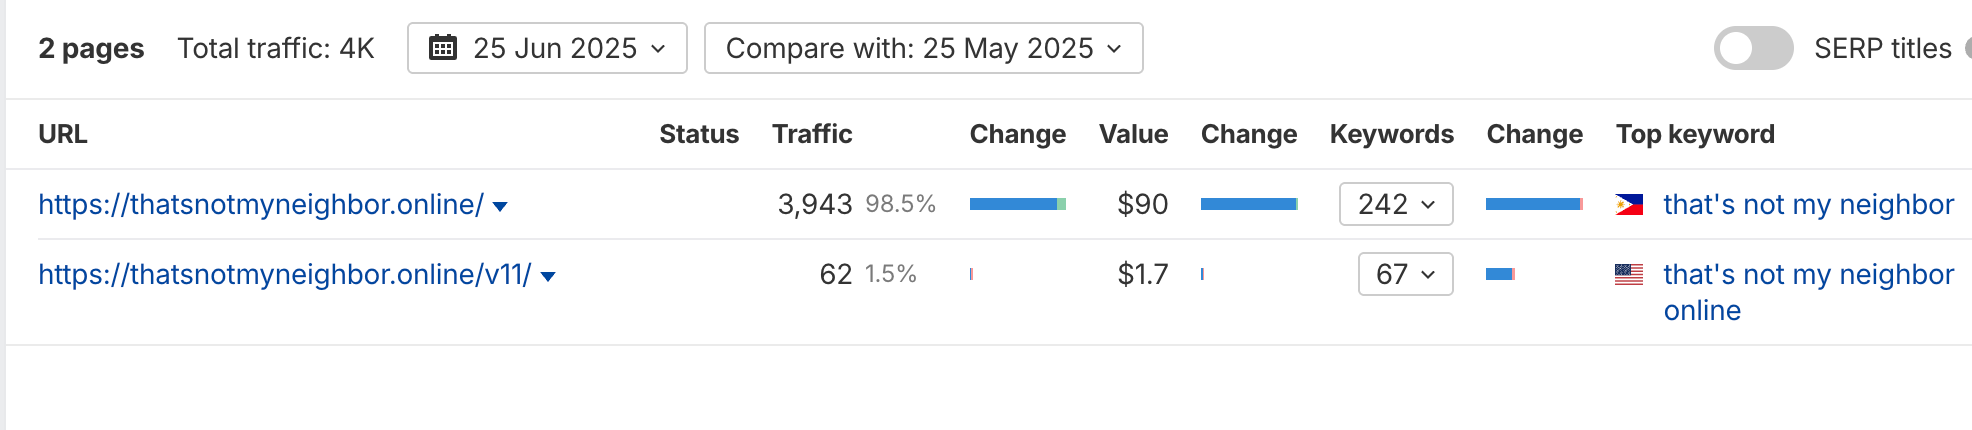 2 pages Total traffic: 4K 25 Jun 2025 Compare with: 25 May 2025 SERP titles
URL Status Traffic Change Value Change Keywords Change Top keyword
https://thatsnotmyneighbor.online/ 3,943 98.5% $90 242 that's not my neighbor
https://thatsnotmyneighbor.online/v11/ 62 1.5% $1.7 67 that's not my neighbor
online